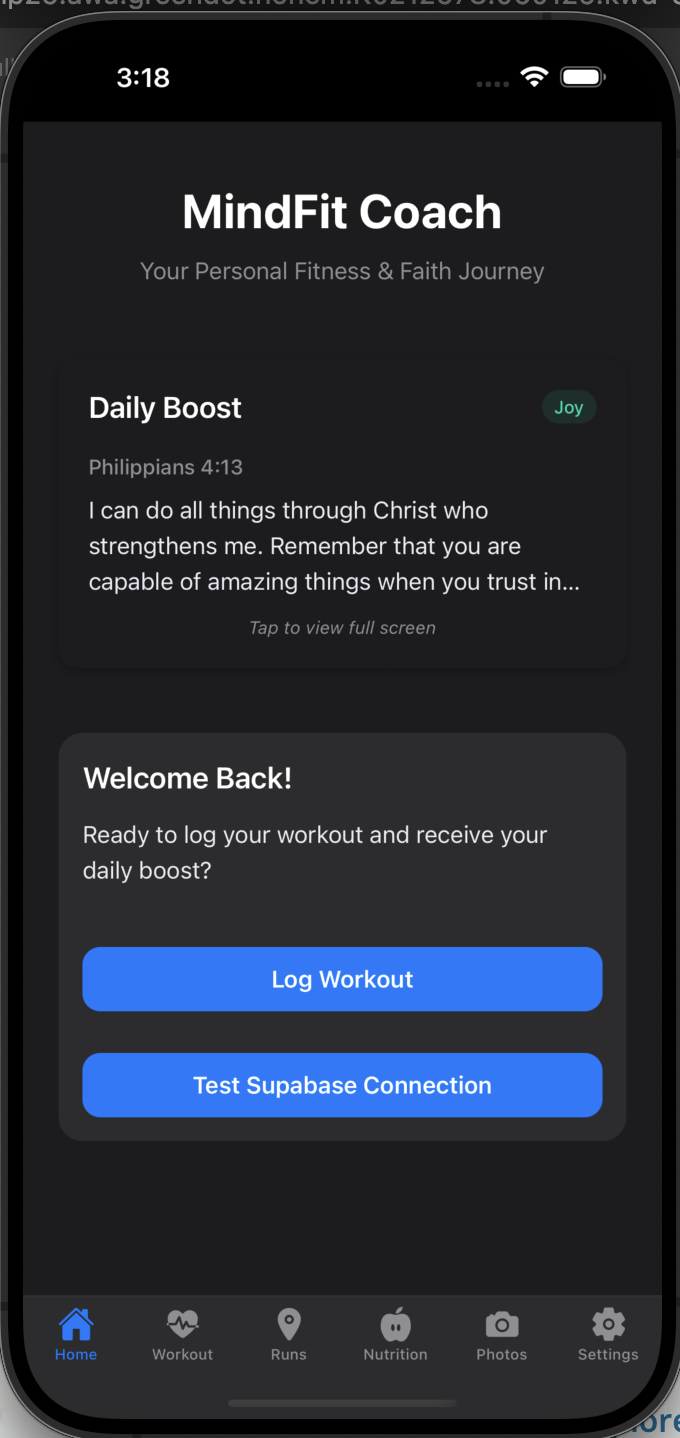 3:18
MindFit Coach
Your Personal Fitness & Faith Journey
Daily Boost
Joy
Philippians 4:13
I can do all things through Christ who
strengthens me. Remember that you are
capable of amazing things when you trust in...
Tap to view full screen
Welcome Back!
Ready to log your workout and receive your
daily boost?
Log Workout
Test Supabase Connection
Home
Workout
Runs
Nutrition
Photos
Settings